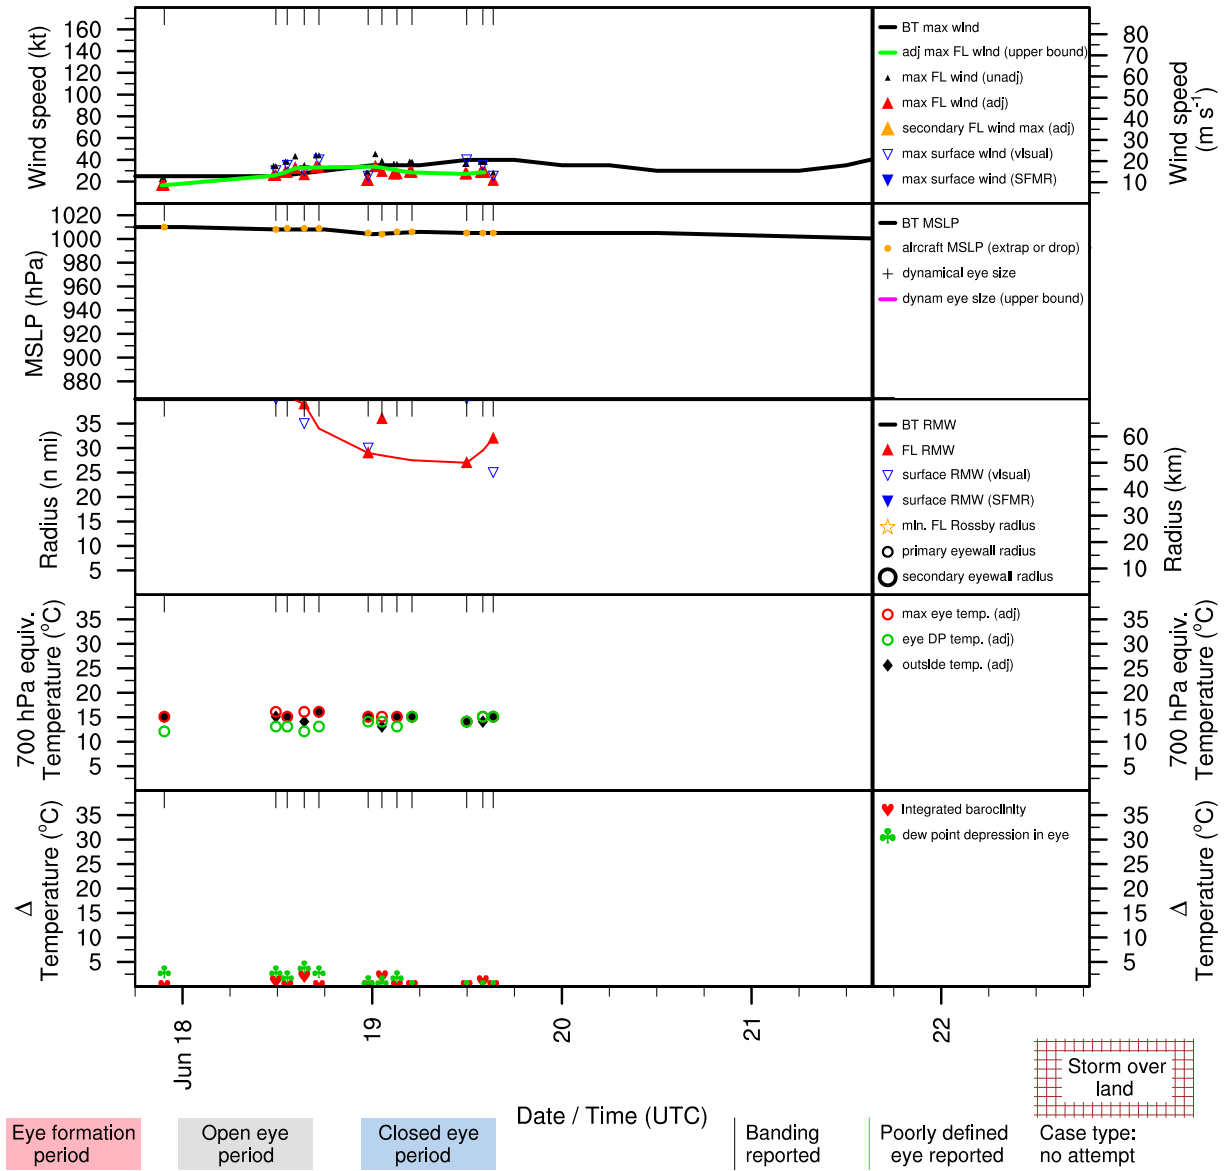 Wind speed (kt)
160
140
120
100
80
60
40
20
80
70
60
50
40
30
20
10
Wind speed
(m s-1)
BT max wind
adj max FL wind (upper bound)
max FL wind (unadj)
max FL wind (adj)
secondary FL wind max (adj)
max surface wind (visual)
max surface wind (SFMR)
MSLP (hPa)
1020
1000
980
960
940
920
900
880
BT MSLP
aircraft MSLP (extrap or drop)
dynamical eye size
dynam eye size (upper bound)
Radius (n mi)
35
30
25
20
15
10
5
BT RMW
FL RMW
surface RMW (visual)
surface RMW (SFMR)
min. FL Rossby radius
primary eyewall radius
secondary eyewall radius
60
50
40
30
20
10
Radius (km)
700 hPa equiv.
Temperature (°C)
35
30
25
20
15
10
5
max eye temp. (adj)
eye DP temp. (adj)
outside temp. (adj)
35
30
25
20
15
10
5
700 hPa equiv.
Temperature (°C)
Δ
Temperature (°C)
35
30
25
20
15
10
5
Integrated baroclinity
dew point depression in eye
35
30
25
20
15
10
5
Δ
Temperature (°C)
Jun 18
19
20
21
22
Date / Time (UTC)
Storm over
land
Eye formation
period
Open eye
period
Closed eye
period
Banding
reported
Poorly defined
eye reported
Case type:
no attempt